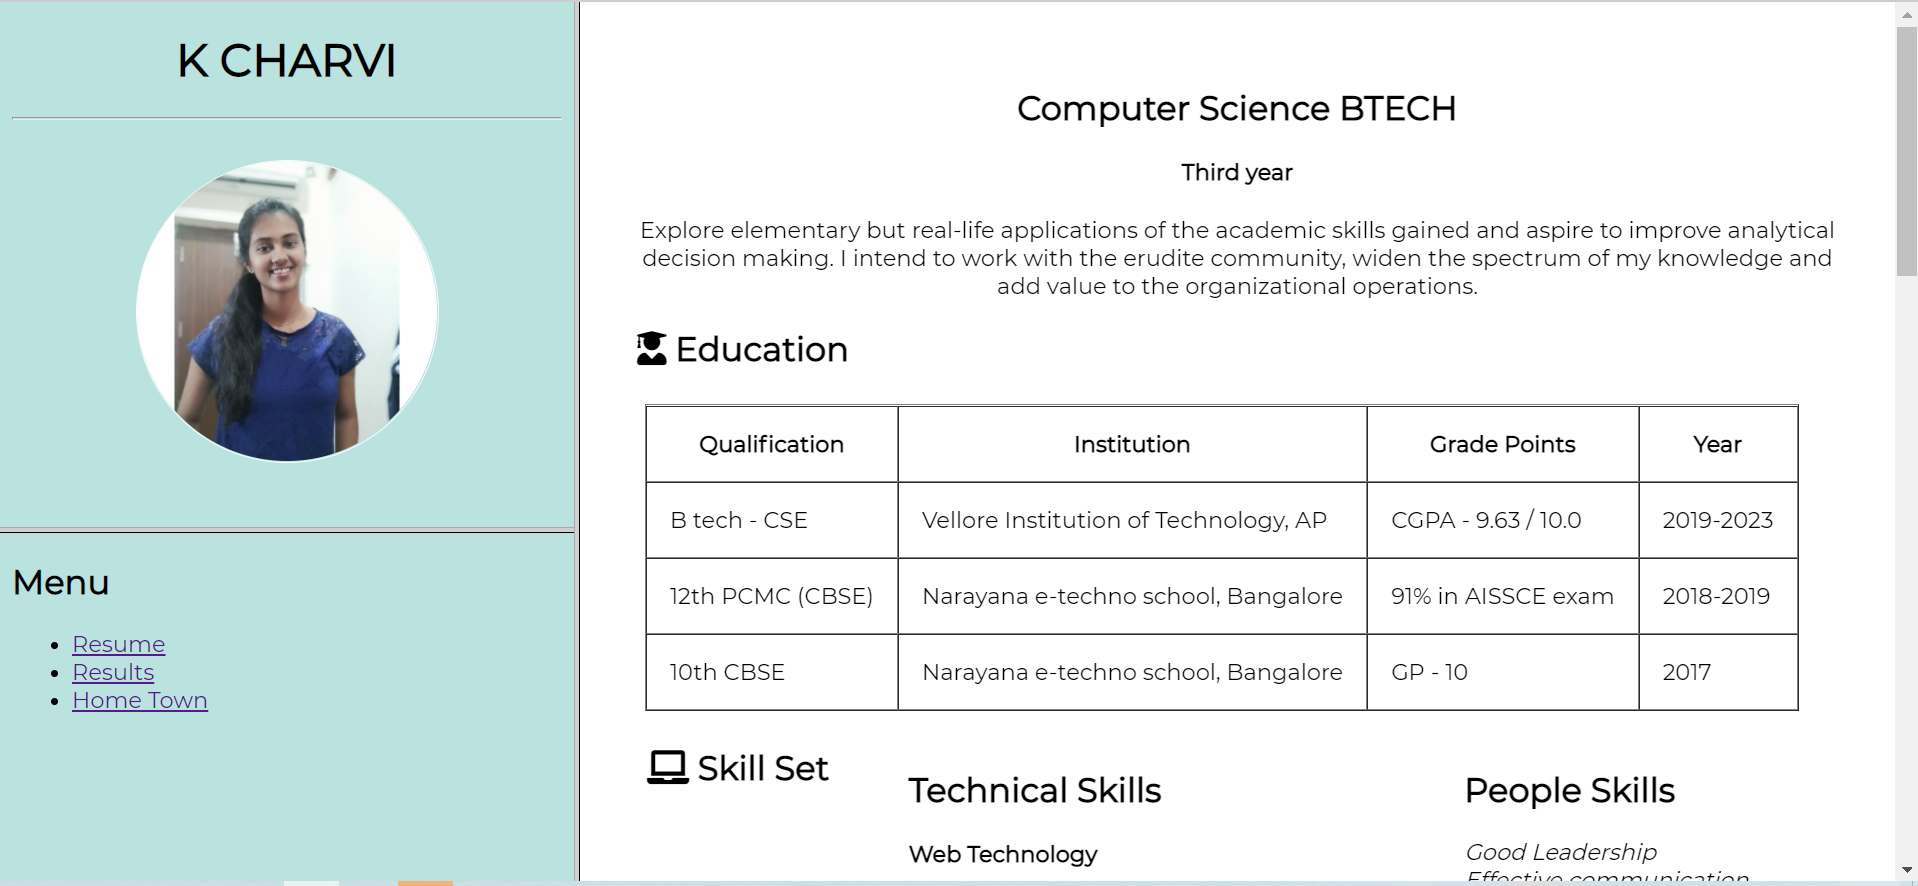 K CHARVI
Menu
Resume
Results
Home Town
Computer Science BTECH
Third year
Explore elementary but real-life applications of the academic skills gained and aspire to improve analytical
decision making. I intend to work with the erudite community, widen the spectrum of my knowledge and
add value to the organizational operations.
Education
Qualification Institution Grade Points Year
B tech - CSE Vellore Institution of Technology, AP CGPA - 9.63 / 10.0 2019-2023
12th PCMC (CBSE) Narayana e-techno school, Bangalore 91% in AISSCE exam 2018-2019
10th CBSE Narayana e-techno school, Bangalore GP - 10 2017
Skill Set
Technical Skills People Skills
Web Technology Good Leadership
Effective communication